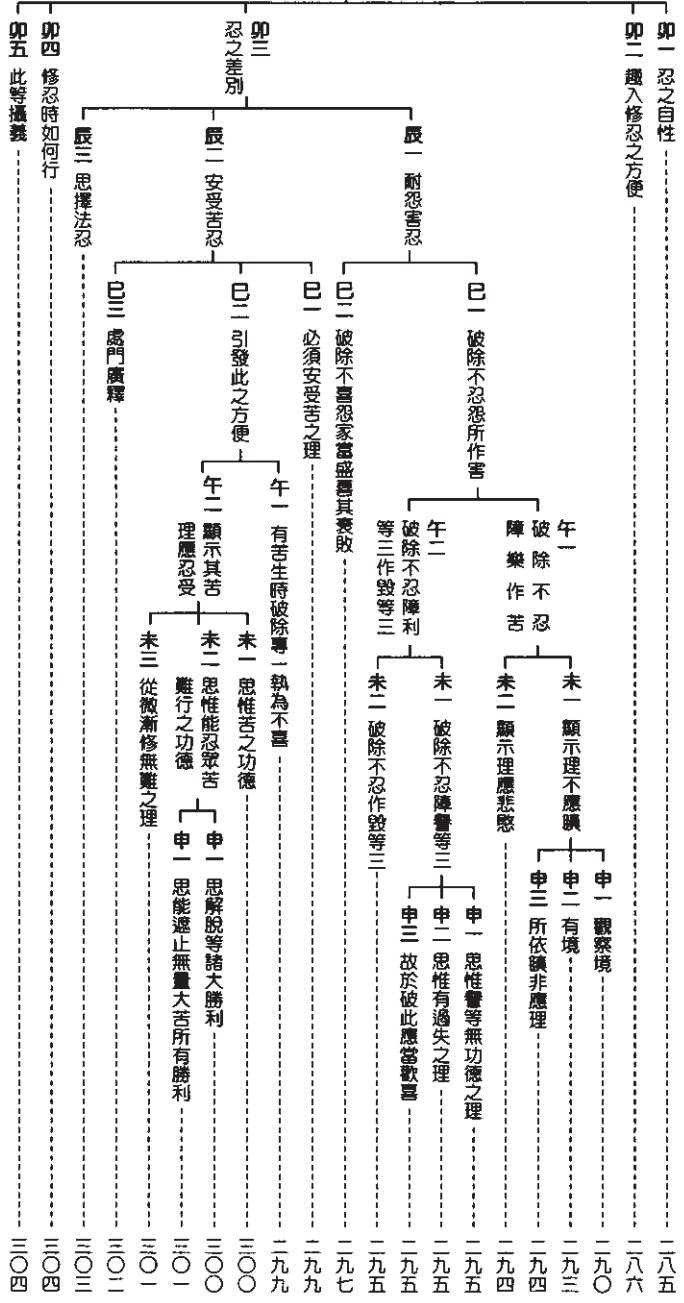 卯一 忍之自性 二八五
卯二 趣入修忍之方便 二八六
卯三
忍之差別
辰一 耐怨害忍
巳一 破除不忍怨所作害
午一
破除不忍
障樂作苦
未一 顯示理不應瞋
申一 觀察境 二九〇
申二 有境 二九三
申三 所依瞋非應理 二九四
未二 顯示理應悲愍 二九四
午二
破除不忍障利
等三作毀等三
未一 破除不忍障譽等三
申一 思惟譽等無功德之理 二九五
申二 思惟有過失之理 二九五
申三 故於破此應當歡喜 二九五
未二 破除不忍作毀等三 二九五
巳二 破除不喜怨家富盛喜其衰敗 二九七
辰二 安受苦忍
巳一 必須安受苦之理 二九九
巳二 引發此之方便
午一 有苦生時破除專一執為不喜 二九九
午二 顯示其苦
理應忍受
未一 思惟苦之功德 三〇〇
未二 思惟能忍眾苦
難行之功德
申一 思解脫等諸大勝利 三〇〇
申一 思能遮止無量大苦所有勝利 三〇一
未三 從微漸修無難之理 三〇一
巳三 處門廣釋 三〇二
辰三 思擇法忍 三〇三
卯四 修忍時如何行 三〇四
卯五 此等攝義 三〇四